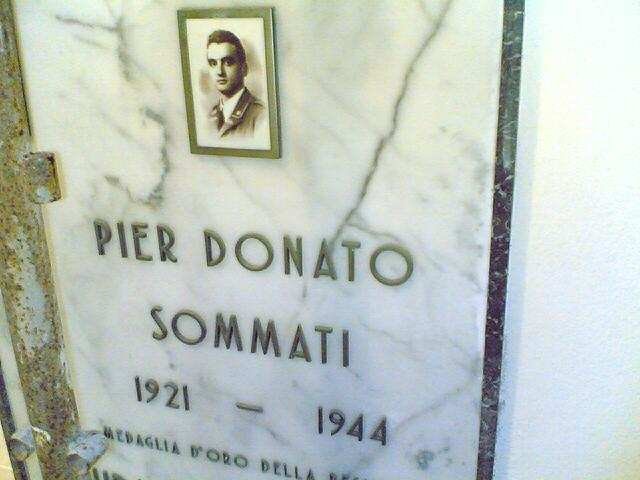 PIER DONATO
SOMMATI
1921 — 1944
MEDAGLIA D'ORO DELLA